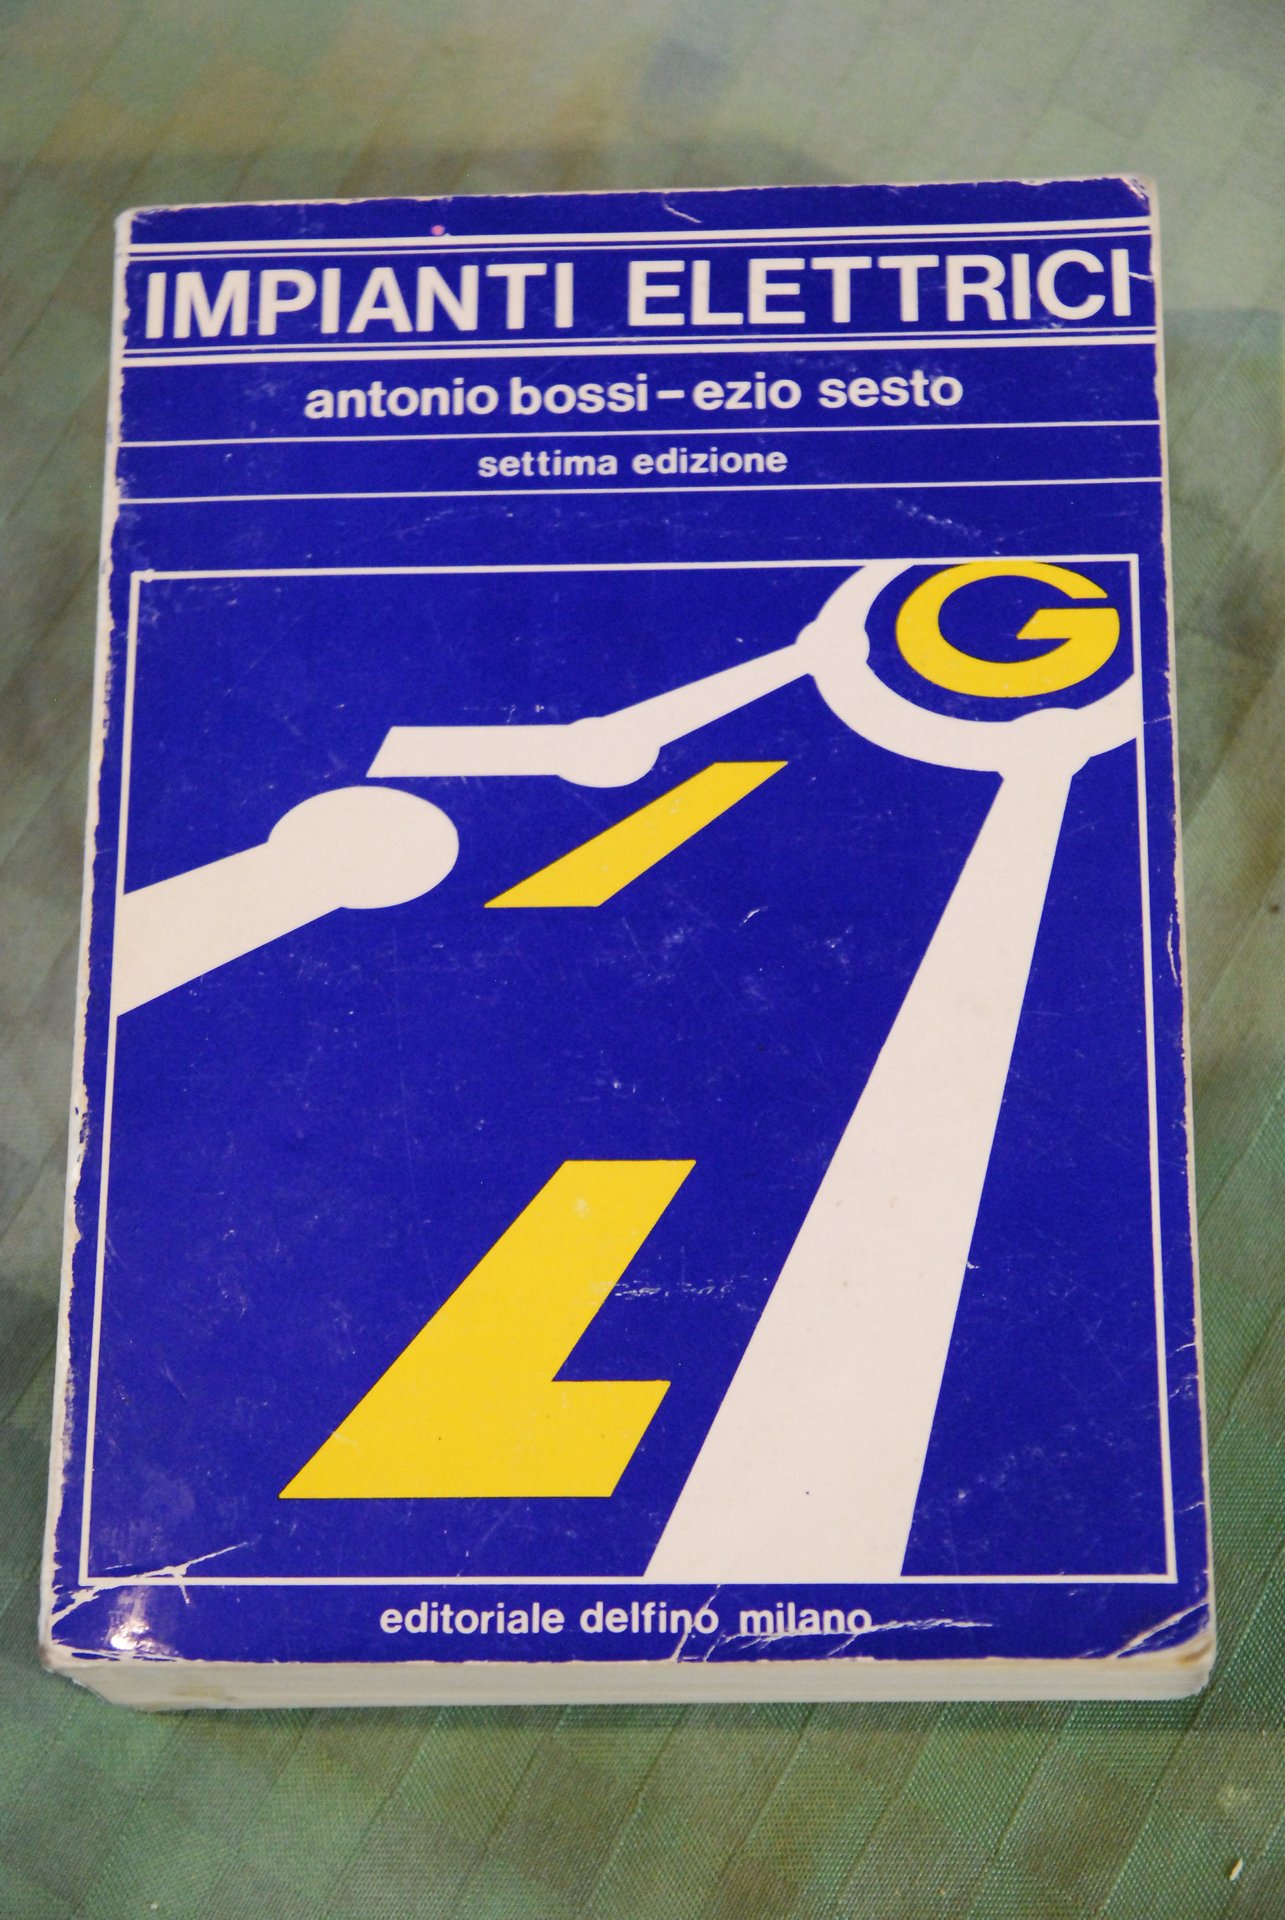 IMPIANTI ELETTRICI
antonio bossi-ezio sesto
settima edizione
G
I
L
editoriale delfino milano